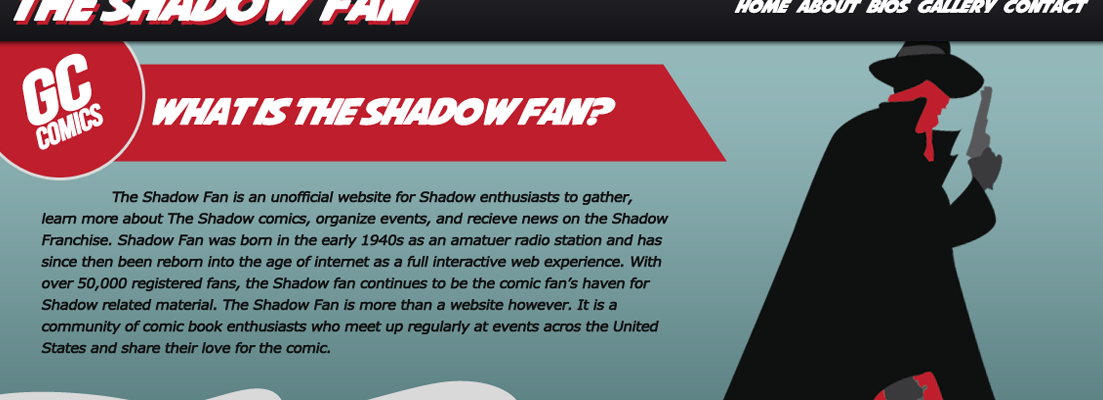 THE SHADOW FAN
HOME ABOUT BIOS GALLERY CONTACT
GC
COMICS
WHAT IS THE SHADOW FAN?
The Shadow Fan is an unofficial website for Shadow enthusiasts to gather,
learn more about The Shadow comics, organize events, and recieve news on the Shadow
Franchise. Shadow Fan was born in the early 1940s as an amatuer radio station and has
since then been reborn into the age of internet as a full interactive web experience. With
over 50,000 registered fans, the Shadow fan continues to be the comic fan's haven for
Shadow related material. The Shadow Fan is more than a website however. It is a
community of comic book enthusiasts who meet up regularly at events acros the United
States and share their love for the comic.